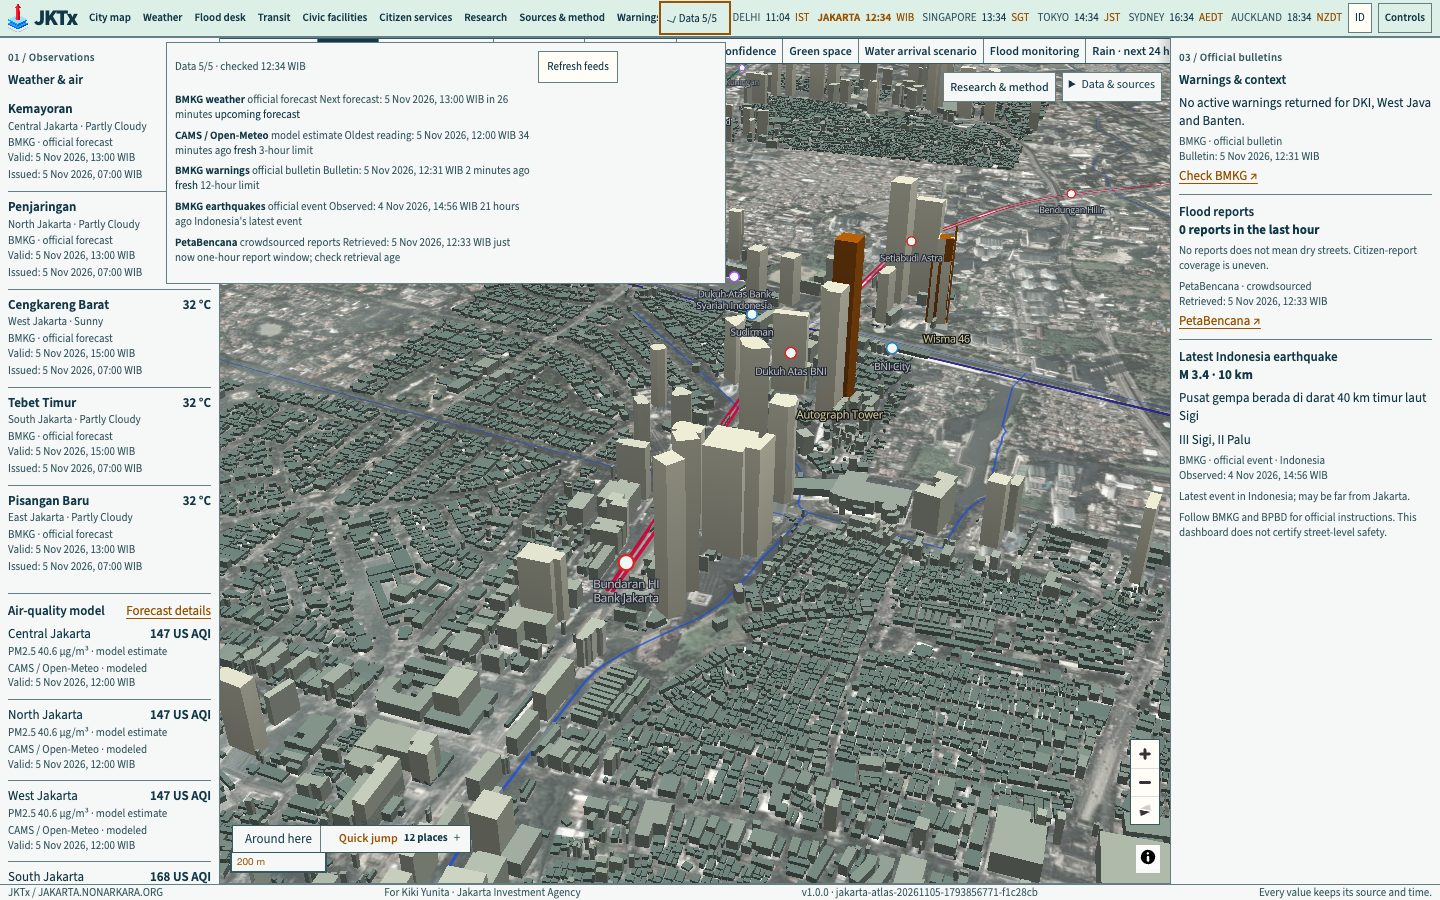 JKTx City map Weather Flood desk Transit Civic facilities Citizen services Research Sources & method Warnings Data 5/5 DELHI 11:04 IST JAKARTA 12:34 WIB SINGAPORE 13:34 SGT TOKYO 14:34 JST SYDNEY 16:34 AEDT AUCKLAND 18:34 NZDT ID Controls
onfidence Green space Water arrival scenario Flood monitoring Rain · next 24 h
Research & method ▶ Data & sources
01 / Observations
Weather & air
Kemayoran
Central Jakarta · Partly Cloudy
BMKG · official forecast
Valid: 5 Nov 2026, 13:00 WIB
Issued: 5 Nov 2026, 07:00 WIB
Penjaringan
North Jakarta · Partly Cloudy
BMKG · official forecast
Valid: 5 Nov 2026, 13:00 WIB
Issued: 5 Nov 2026, 07:00 WIB
Cengkareng Barat 32 °C
West Jakarta · Sunny
BMKG · official forecast
Valid: 5 Nov 2026, 15:00 WIB
Issued: 5 Nov 2026, 07:00 WIB
Tebet Timur 32 °C
South Jakarta · Partly Cloudy
BMKG · official forecast
Valid: 5 Nov 2026, 15:00 WIB
Issued: 5 Nov 2026, 07:00 WIB
Pisangan Baru 32 °C
East Jakarta · Partly Cloudy
BMKG · official forecast
Valid: 5 Nov 2026, 13:00 WIB
Issued: 5 Nov 2026, 07:00 WIB
Air-quality model Forecast details
Central Jakarta 147 US AQI
PM2.5 40.6 µg/m³ · model estimate
CAMS / Open-Meteo · modeled
Valid: 5 Nov 2026, 12:00 WIB
North Jakarta 147 US AQI
PM2.5 40.6 µg/m³ · model estimate
CAMS / Open-Meteo · modeled
Valid: 5 Nov 2026, 12:00 WIB
West Jakarta 147 US AQI
PM2.5 40.6 µg/m³ · model estimate
CAMS / Open-Meteo · modeled
Valid: 5 Nov 2026, 12:00 WIB
South Jakarta 168 US AQI
Data 5/5 · checked 12:34 WIB
Refresh feeds
BMKG weather official forecast Next forecast: 5 Nov 2026, 13:00 WIB in 26
minutes upcoming forecast
CAMS / Open-Meteo model estimate Oldest reading: 5 Nov 2026, 12:00 WIB 34
minutes ago fresh 3-hour limit
BMKG warnings official bulletin Bulletin: 5 Nov 2026, 12:31 WIB 2 minutes ago
fresh 12-hour limit
BMKG earthquakes official event Observed: 4 Nov 2026, 14:56 WIB 21 hours
ago Indonesia's latest event
PetaBencana crowdsourced reports Retrieved: 5 Nov 2026, 12:33 WIB just
now one-hour report window; check retrieval age
Bendungan Hilir
Setiabudi Astra
Dukuh Atas Bank
Syariah Indonesia
Sudirman
Wisma 46
BNI City
Dukuh Atas BNI
Autograph Tower
Bundaran HI
Bank Jakarta
Around here Quick jump 12 places +
200 m
03 / Official bulletins
Warnings & context
No active warnings returned for DKI, West Java
and Banten.
BMKG · official bulletin
Bulletin: 5 Nov 2026, 12:31 WIB
Check BMKG ↗
Flood reports
0 reports in the last hour
No reports does not mean dry streets. Citizen-report
coverage is uneven.
PetaBencana · crowdsourced
Retrieved: 5 Nov 2026, 12:33 WIB
PetaBencana ↗
Latest Indonesia earthquake
M 3.4 · 10 km
Pusat gempa berada di darat 40 km timur laut
Sigi
III Sigi, II Palu
BMKG · official event · Indonesia
Observed: 4 Nov 2026, 14:56 WIB
Latest event in Indonesia; may be far from Jakarta.
Follow BMKG and BPBD for official instructions. This
dashboard does not certify street-level safety.
JKTx / JAKARTA.NONARKARA.ORG For Kiki Yunita · Jakarta Investment Agency v1.0.0 · jakarta-atlas-20261105-1793856771-f1c28cb Every value keeps its source and time.